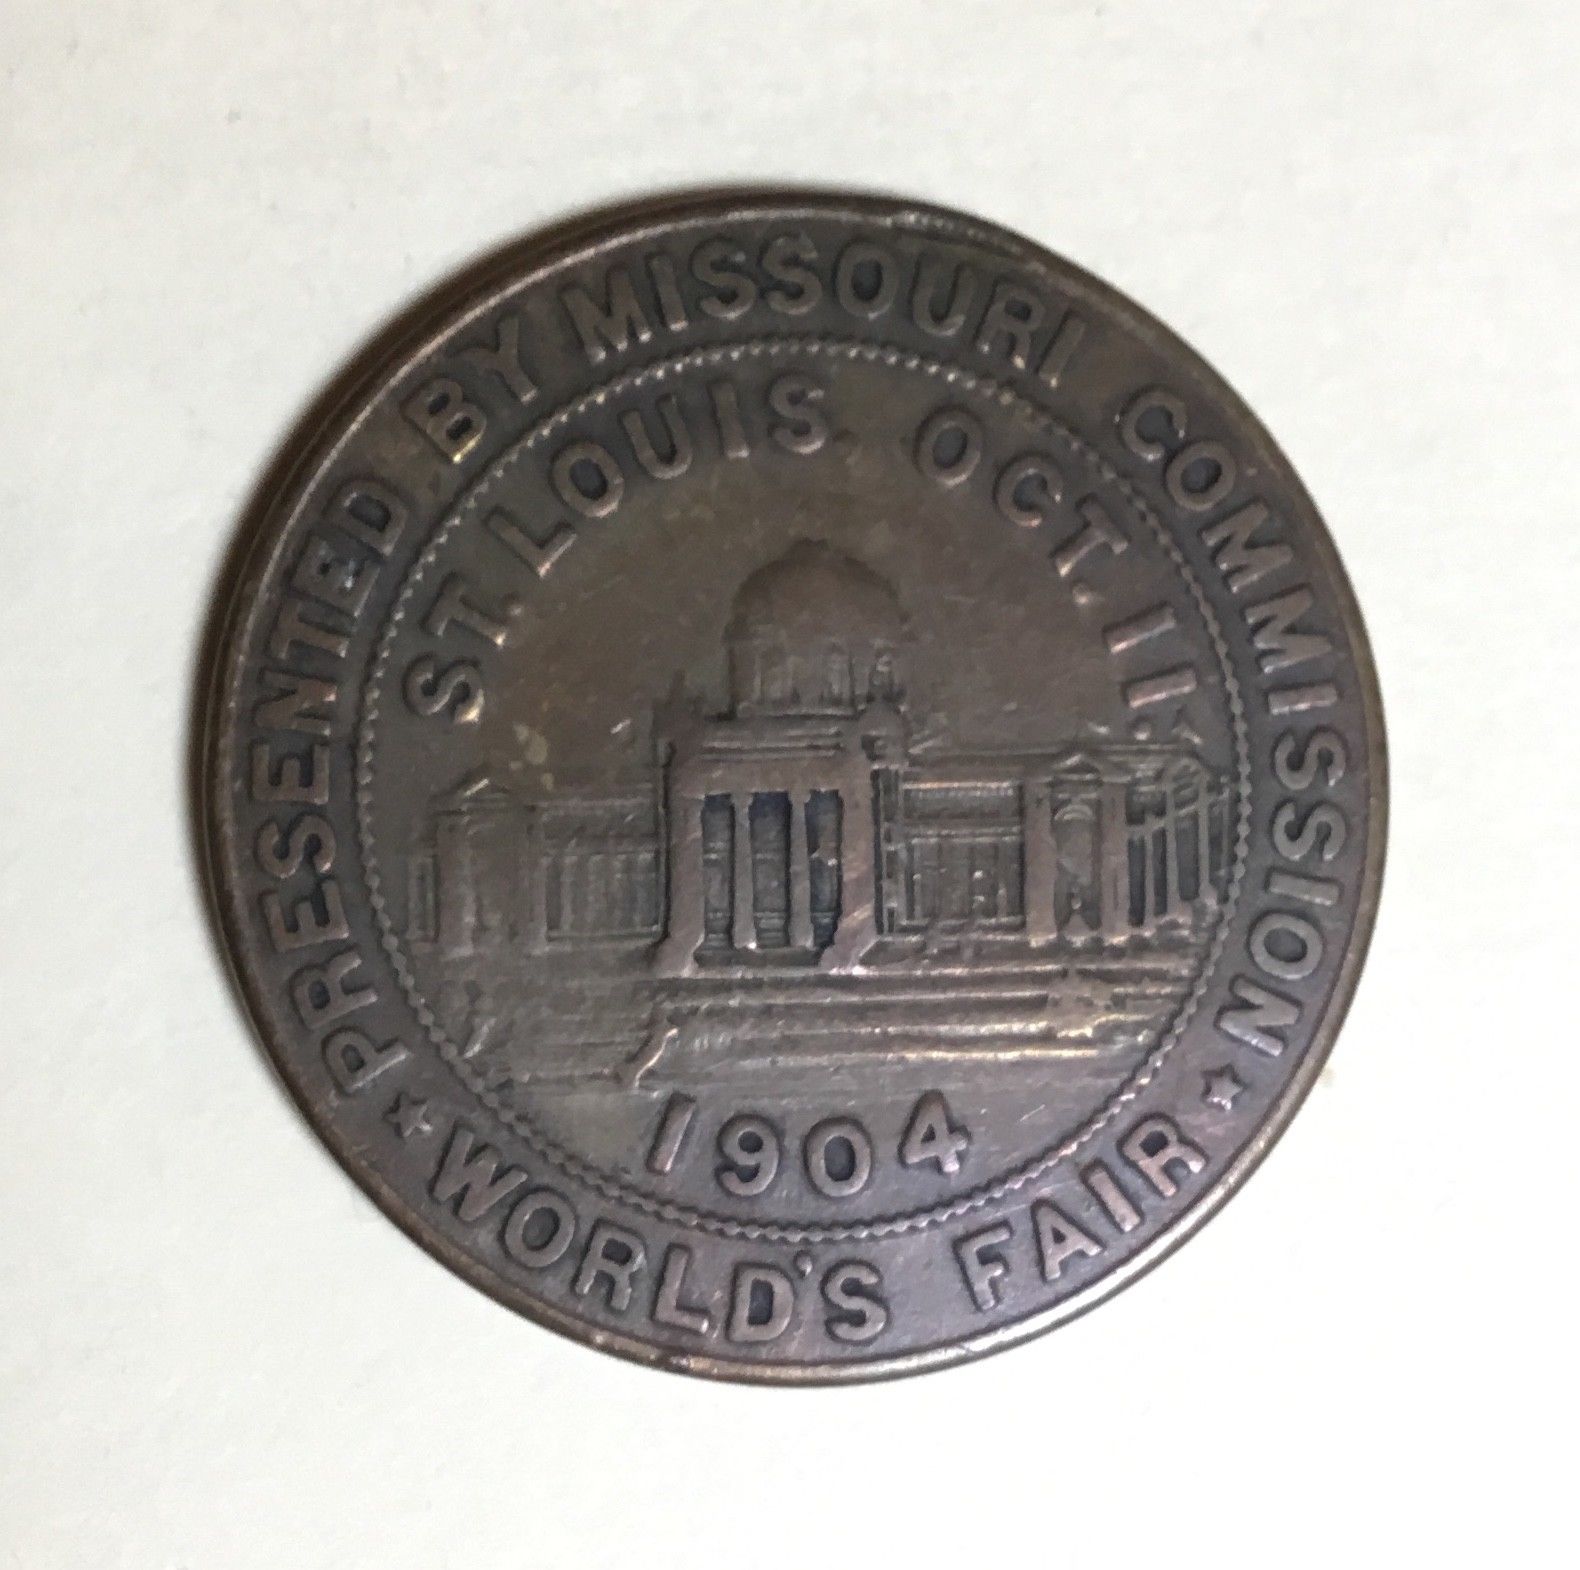 PRESENTED BY MISSOURI COMMISSION
★ WORLD'S FAIR ★
ST. LOUIS OCT. 11.
1904